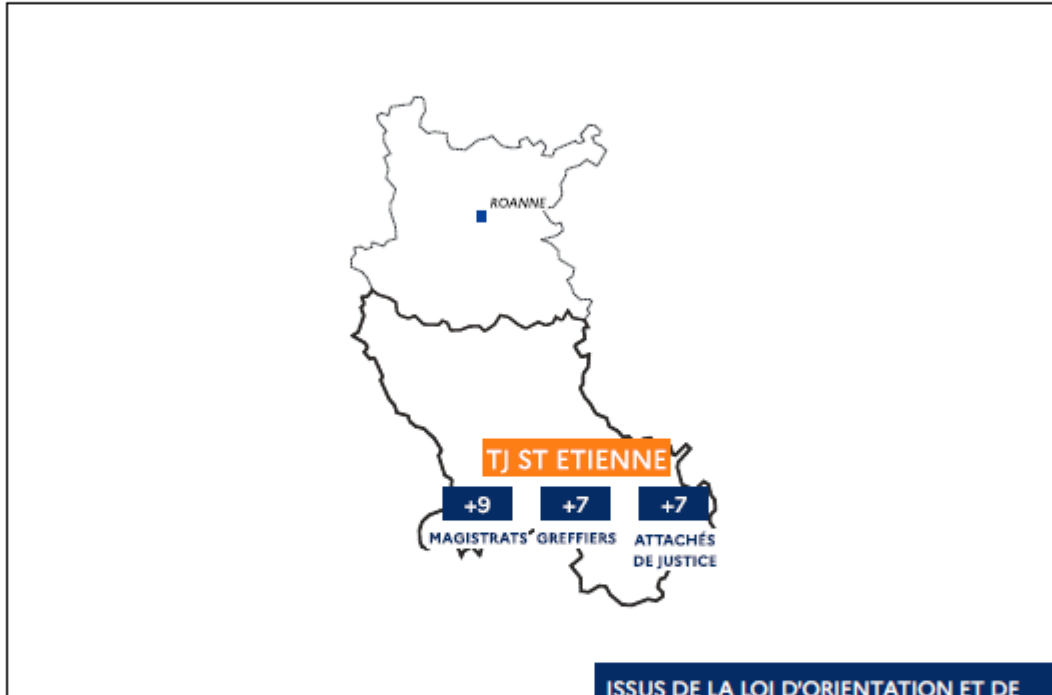 ROANNE
TJ ST ETIENNE
+9 +7 +7
MAGISTRATS GREFFIERS ATTACHÉS
DE JUSTICE
ISSUS DE LA LOI D'ORIENTATION ET DE